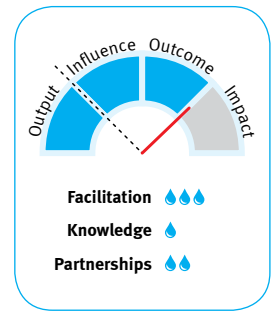 Output
Influence
Outcome
Impact
Facilitation
Knowledge
Partnerships